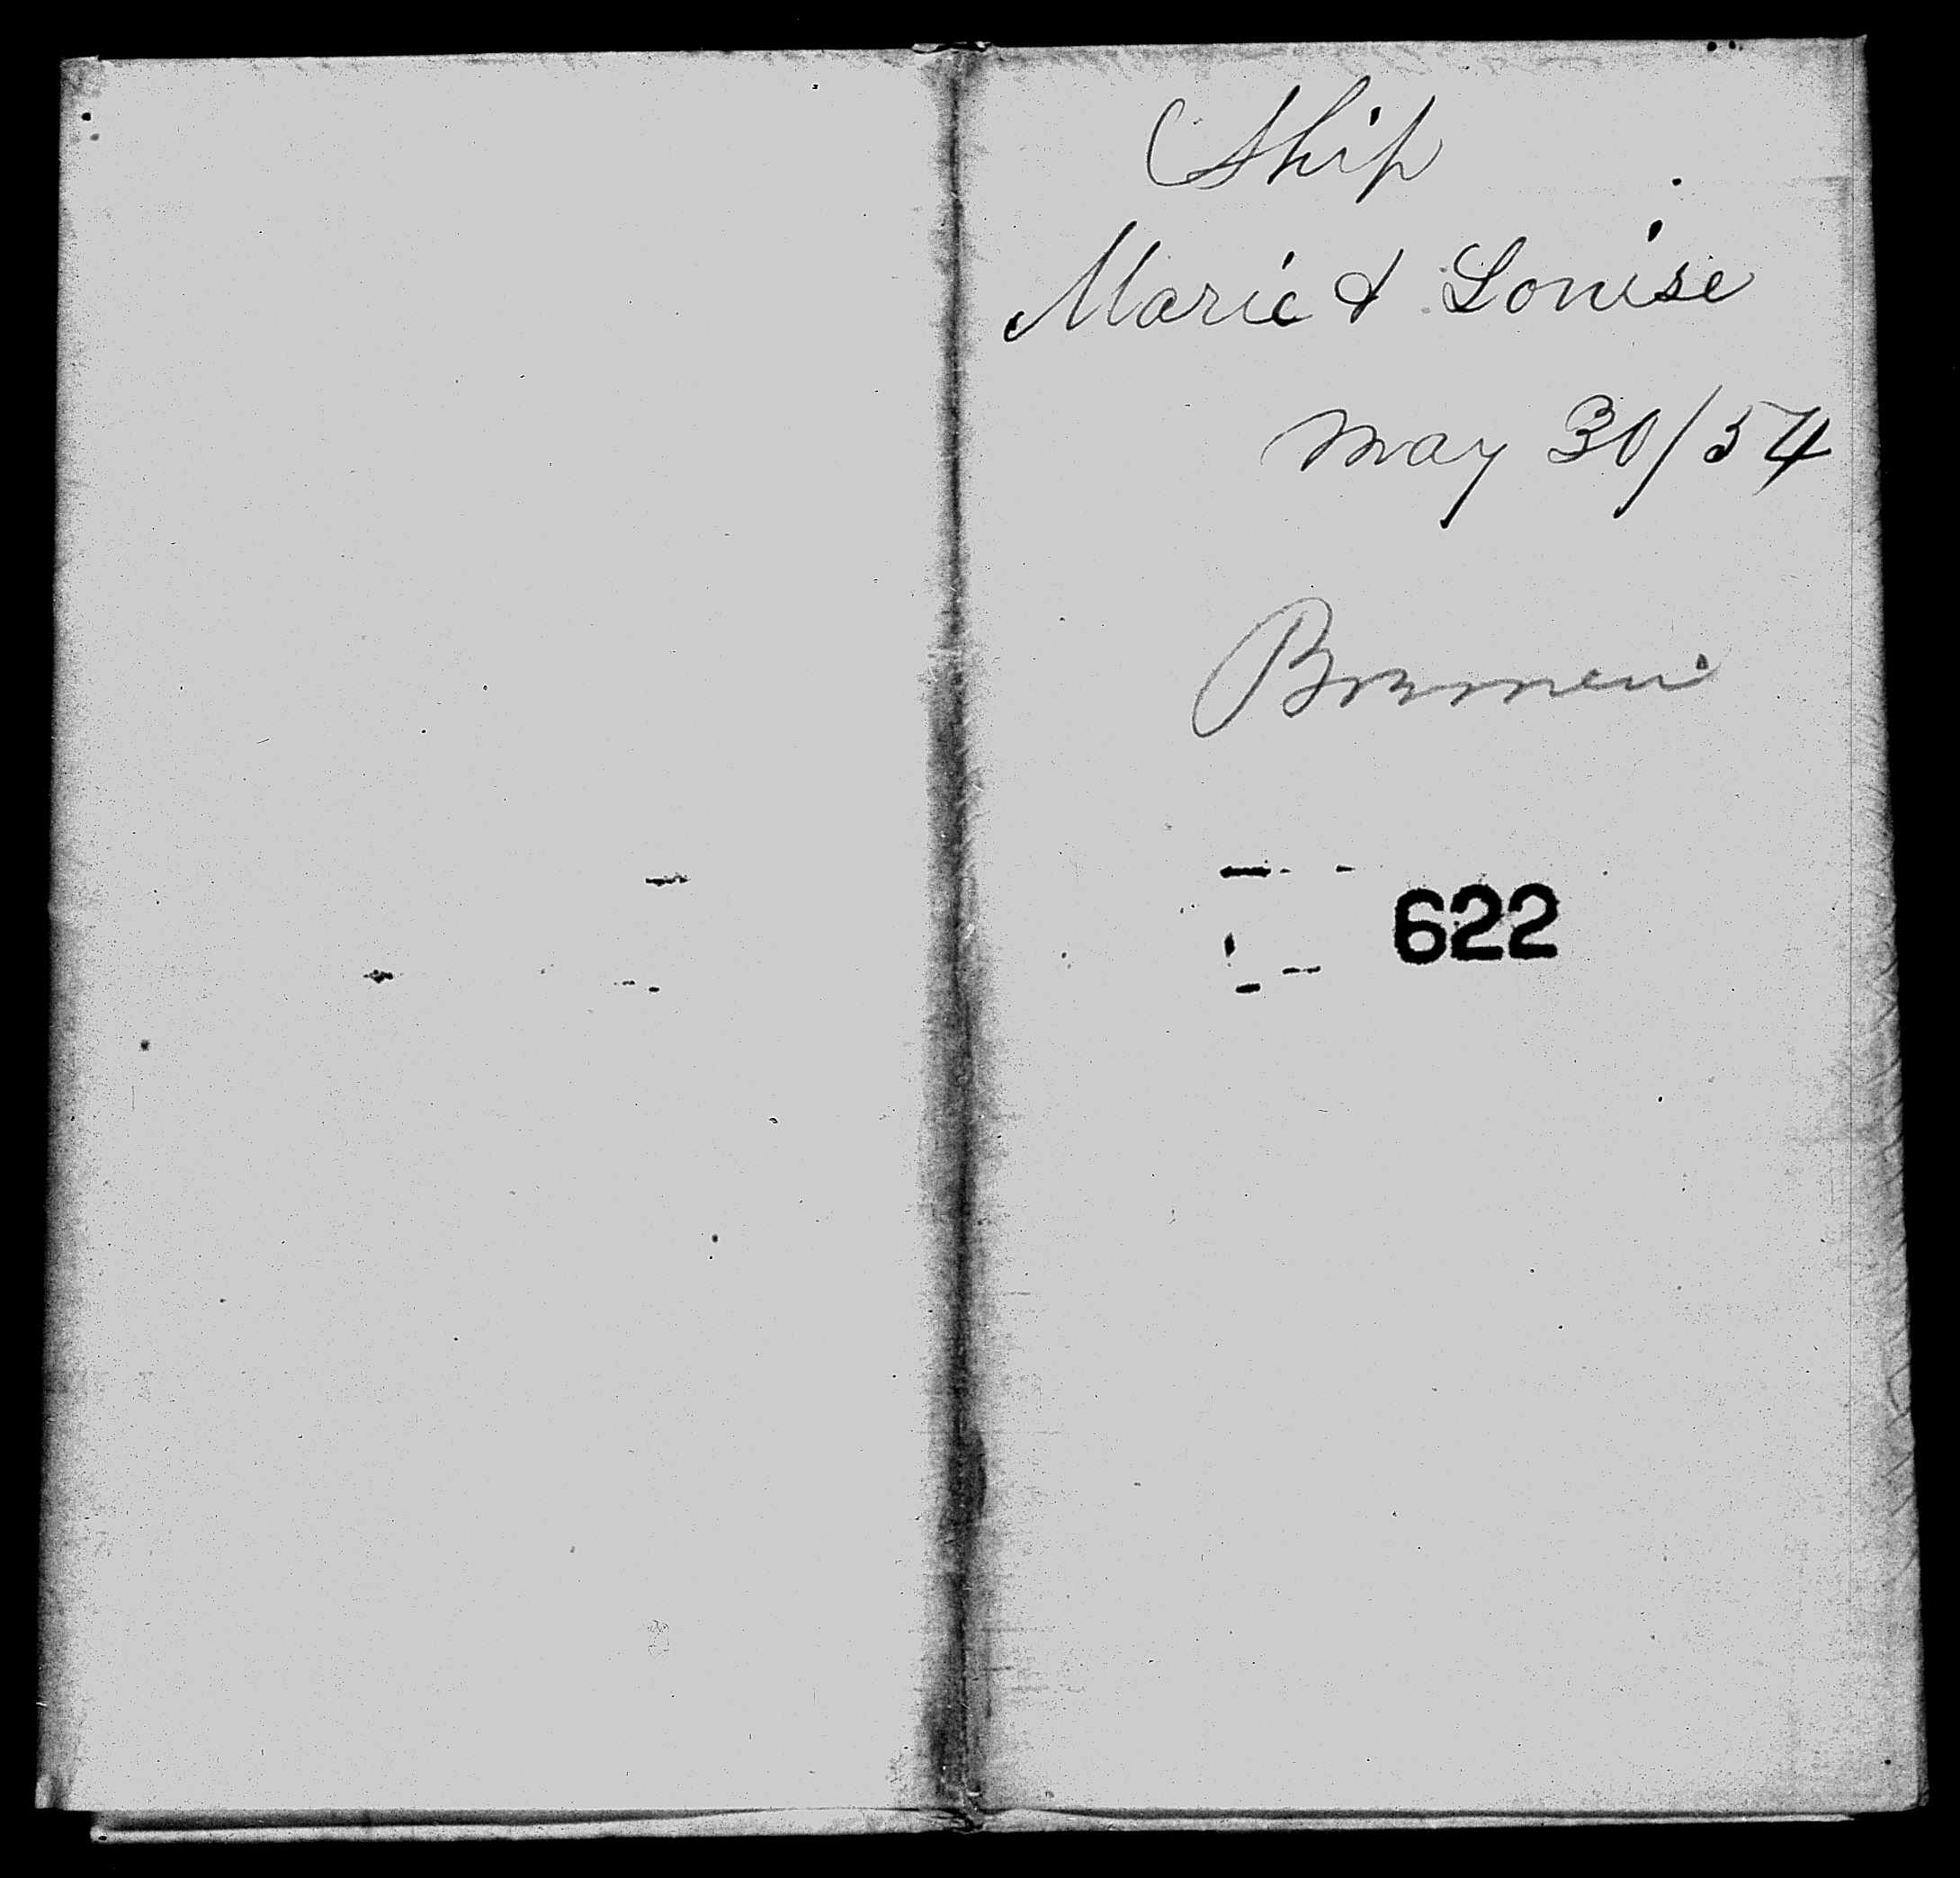 Ship
Marie & Louise
May 30/54
Bremen
622